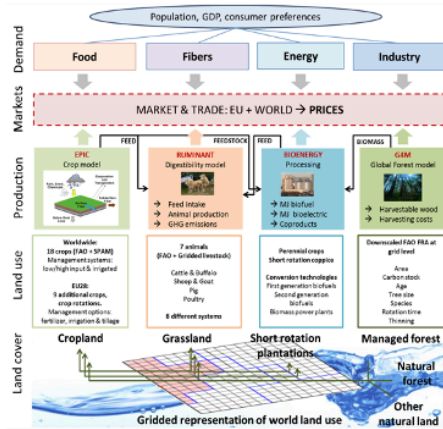 Population, GDP, consumer preferences
Demand
Food
Fibers
Energy
Industry
Markets
MARKET & TRADE: EU + WORLD → PRICES
Production
EPIC
Crop model
FEED
RUMINANT
Digestibility model
→ Feed intake
→ Animal production
→ GHG emissions
FEEDSTOCK
FEED
BIOENERGY
Processing
→ MJ biofuel
→ MJ bioelectric
→ Coproducts
BIOMASS
G4M
Global Forest model
→ Harvestable wood
→ Harvesting costs
Land use
Worldwide:
18 crops (FAO + SPAM)
Management systems:
low/high input & irrigated
EU28:
9 additional crops,
crop rotations.
Management options:
fertilizer, irrigation & tillage
7 animals
(FAO + Gridded livestock)
Cattle & Buffalo
Sheep & Goat
Pig
Poultry
8 different systems
Perennial crops
Short rotation coppice
Conversion technologies
First generation biofuels
Second generation
biofuels
Biomass power plants
Downscaled FAO FRA at
grid level
Area
Carbon stock
Age
Tree size
Species
Rotation time
Thinning
Land cover
Cropland
Grassland
Short rotation
plantations
Managed forest
Natural
forest
Other
natural land
Gridded representation of world land use